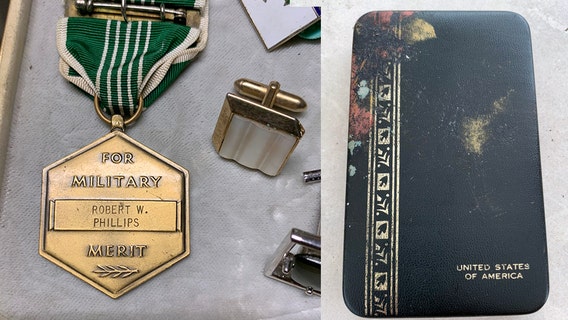 FOR
MILITARY
ROBERT W.
PHILLIPS
MERIT
UNITED STATES
OF AMERICA